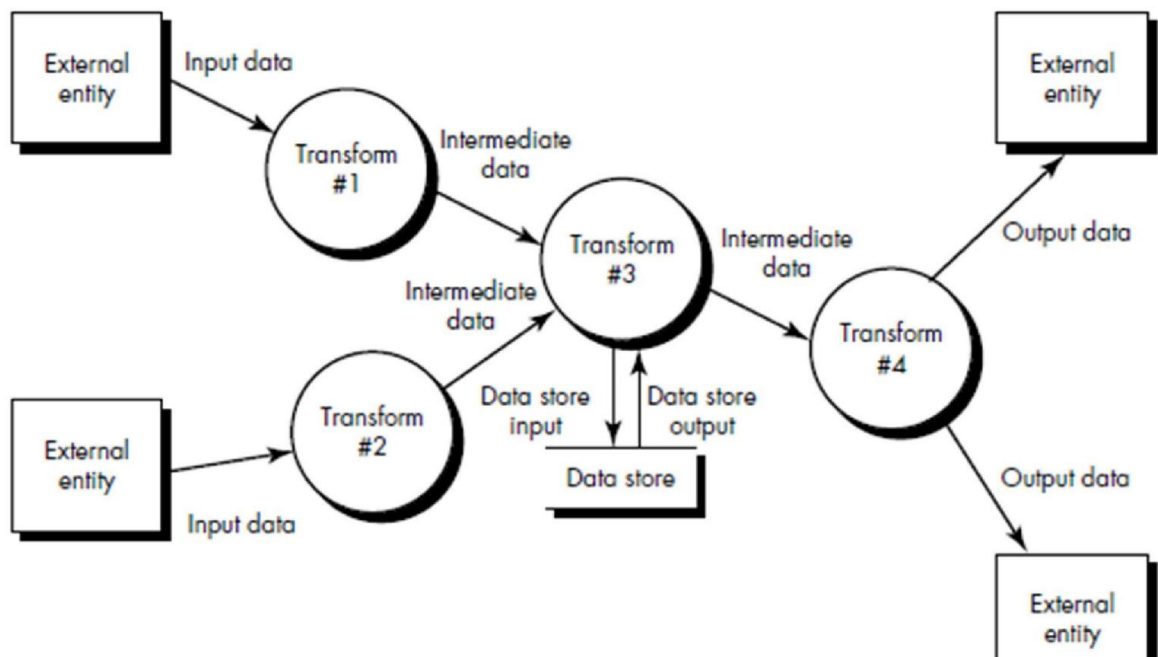 External
entity
Input data
Transform
#1
Intermediate
data
Transform
#3
Intermediate
data
External
entity
Output data
Intermediate
data
Transform
#4
External
entity
Input data
Transform
#2
Data store
input
Data store
output
Data store
Output data
External
entity